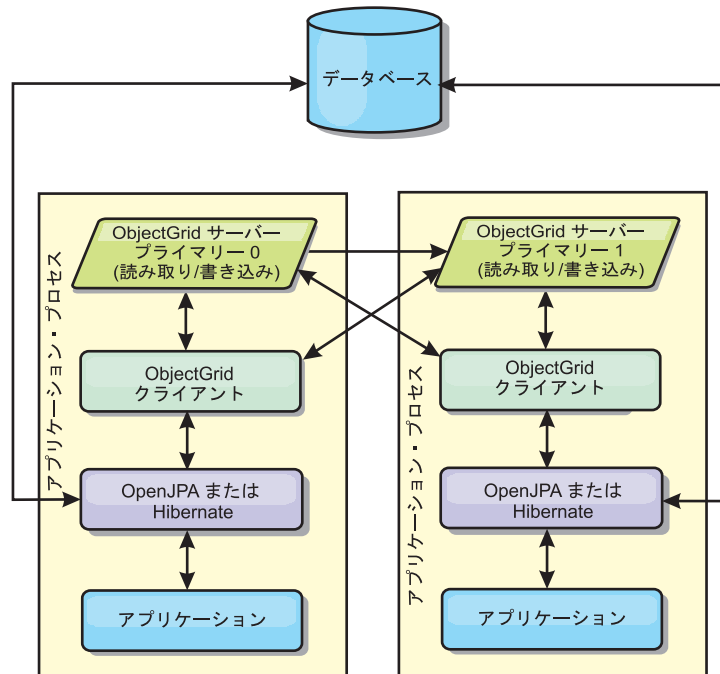 データベース
アプリケーション・プロセス
ObjectGrid サーバー
プライマリー 0
(読み取り/書き込み)
ObjectGrid
クライアント
OpenJPA または
Hibernate
アプリケーション
アプリケーション・プロセス
ObjectGrid サーバー
プライマリー 1
(読み取り/書き込み)
ObjectGrid
クライアント
OpenJPA または
Hibernate
アプリケーション